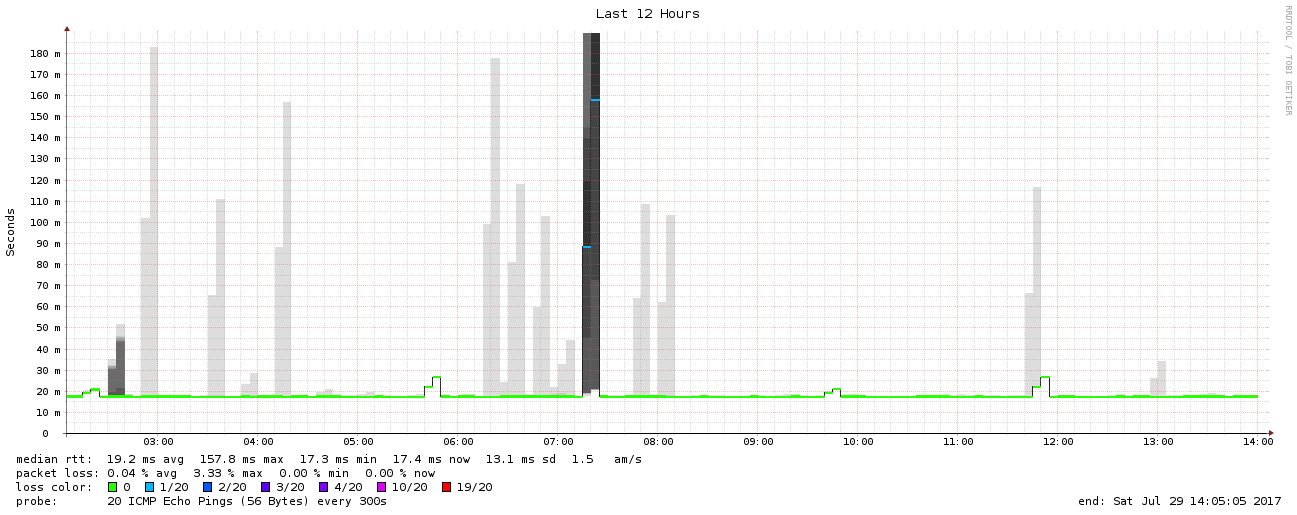 Last 12 Hours
RRDTOOL / TOBI OETIKER
Seconds
180 m
170 m
160 m
150 m
140 m
130 m
120 m
110 m
100 m
90 m
80 m
70 m
60 m
50 m
40 m
30 m
20 m
10 m
0
03:00 04:00 05:00 06:00 07:00 08:00 09:00 10:00 11:00 12:00 13:00 14:00
median rtt: 19.2 ms avg 157.8 ms max 17.3 ms min 17.4 ms now 13.1 ms sd 1.5 am/s
packet loss: 0.04 % avg 3.33 % max 0.00 % min 0.00 % now
loss color: 0 1/20 2/20 3/20 4/20 10/20 19/20
probe: 20 ICMP Echo Pings (56 Bytes) every 300s end: Sat Jul 29 14:05:05 2017